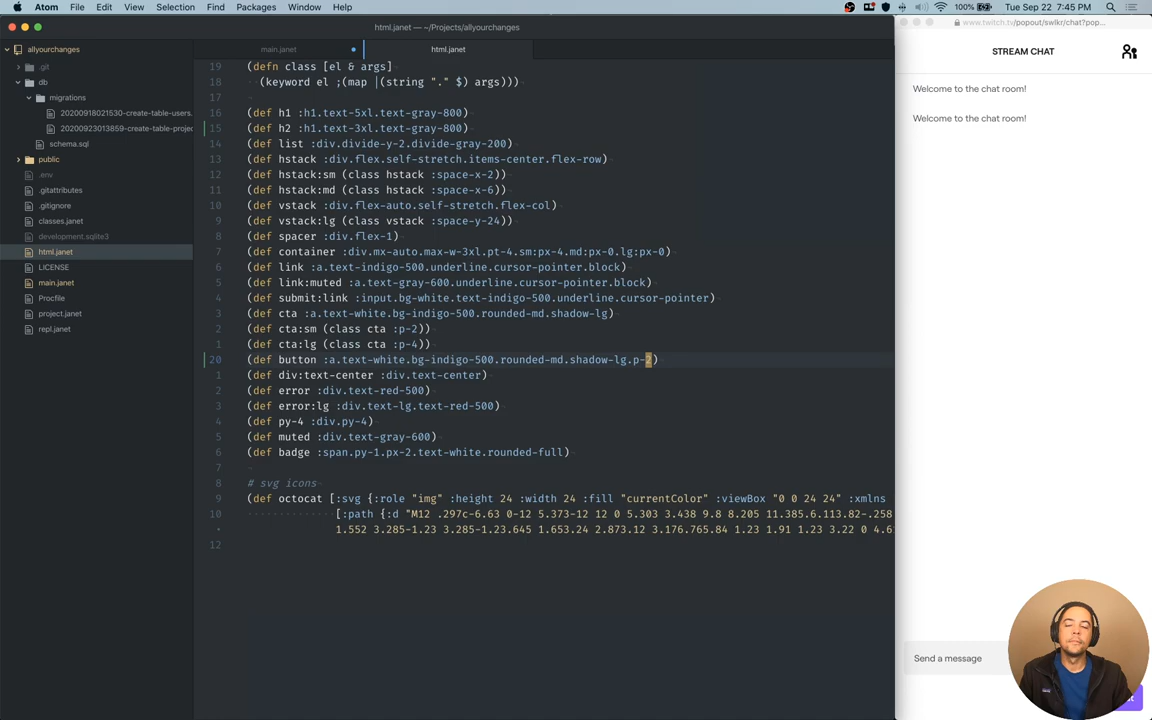 Atom File Edit View Selection Find Packages Window Help
100% Tue Sep 22 7:45 PM
html.janet — ~/Projects/allyourchanges
www.twitch.tv/popout/swlkr/chat?pop...
allyourchanges
main.janet
html.janet
STREAM CHAT
.git
db
migrations
20200918021530-create-table-users.
20200923013859-create-table-projec
schema.sql
public
.env
.gitattributes
.gitignore
classes.janet
development.sqlite3
html.janet
LICENSE
main.janet
Procfile
project.janet
repl.janet
19 (defn class [el & args]
18 (keyword el ;(map |(string "." $) args)))
17
16 (def h1 :h1.text-5xl.text-gray-800)
15 (def h2 :h1.text-3xl.text-gray-800)
14 (def list :div.divide-y-2.divide-gray-200)
13 (def hstack :div.flex.self-stretch.items-center.flex-row)
12 (def hstack:sm (class hstack :space-x-2))
11 (def hstack:md (class hstack :space-x-6))
10 (def vstack :div.flex-auto.self-stretch.flex-col)
9 (def vstack:lg (class vstack :space-y-24))
8 (def spacer :div.flex-1)
7 (def container :div.mx-auto.max-w-3xl.pt-4.sm:px-4.md:px-0.lg:px-0)
6 (def link :a.text-indigo-500.underline.cursor-pointer.block)
5 (def link:muted :a.text-gray-600.underline.cursor-pointer.block)
4 (def submit:link :input.bg-white.text-indigo-500.underline.cursor-pointer)
3 (def cta :a.text-white.bg-indigo-500.rounded-md.shadow-lg)
2 (def cta:sm (class cta :p-2))
1 (def cta:lg (class cta :p-4))
20 (def button :a.text-white.bg-indigo-500.rounded-md.shadow-lg.p-2)
1 (def div:text-center :div.text-center)
2 (def error :div.text-red-500)
3 (def error:lg :div.text-lg.text-red-500)
4 (def py-4 :div.py-4)
5 (def muted :div.text-gray-600)
6 (def badge :span.py-1.px-2.text-white.rounded-full)
7
8 # svg icons
9 (def octocat [:svg {:role "img" :height 24 :width 24 :fill "currentColor" :viewBox "0 0 24 24" :xmlns
10 [:path {:d "M12 .297c-6.63 0-12 5.373-12 12 0 5.303 3.438 9.8 8.205 11.385.6.113.82-.258
1.552 3.285-1.23 3.285-1.23.645 1.653.24 2.873.12 3.176.765.84 1.23 1.91 1.23 3.22 0 4.6
12
Welcome to the chat room!
Welcome to the chat room!
Send a message